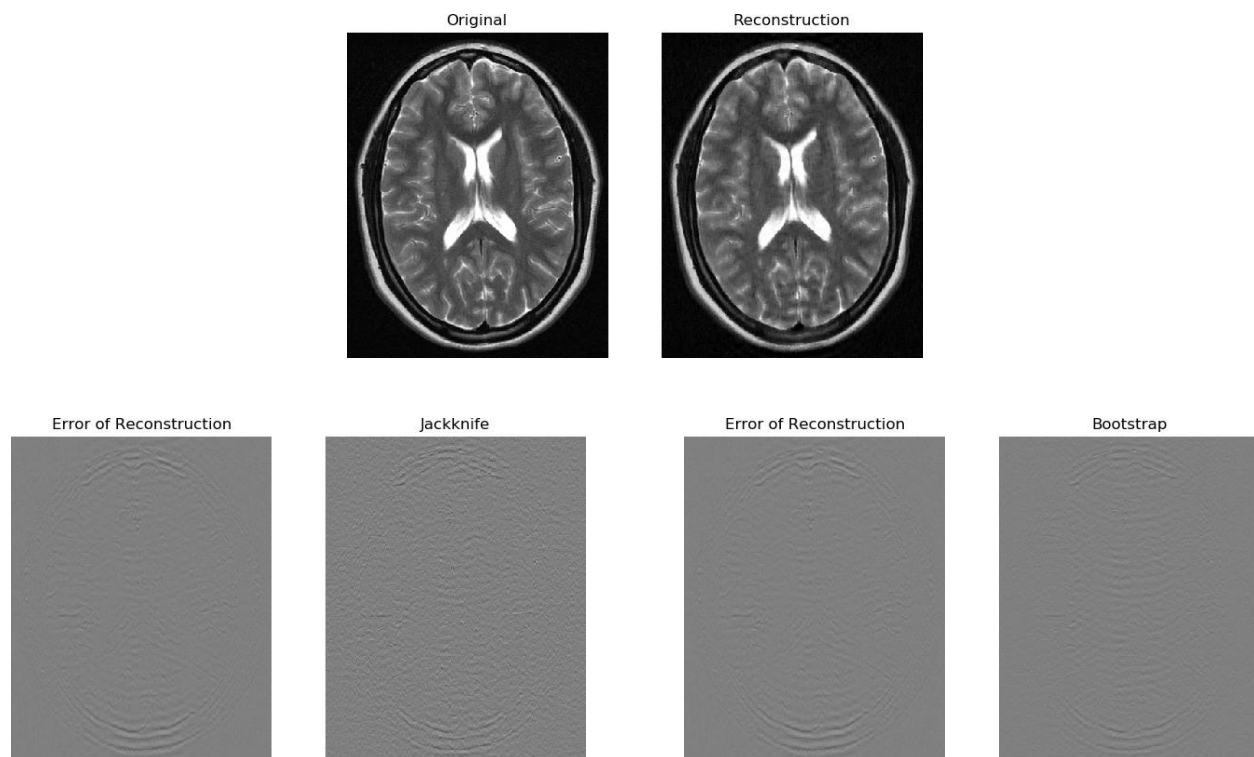 Original
Reconstruction
Error of Reconstruction
Jackknife
Error of Reconstruction
Bootstrap